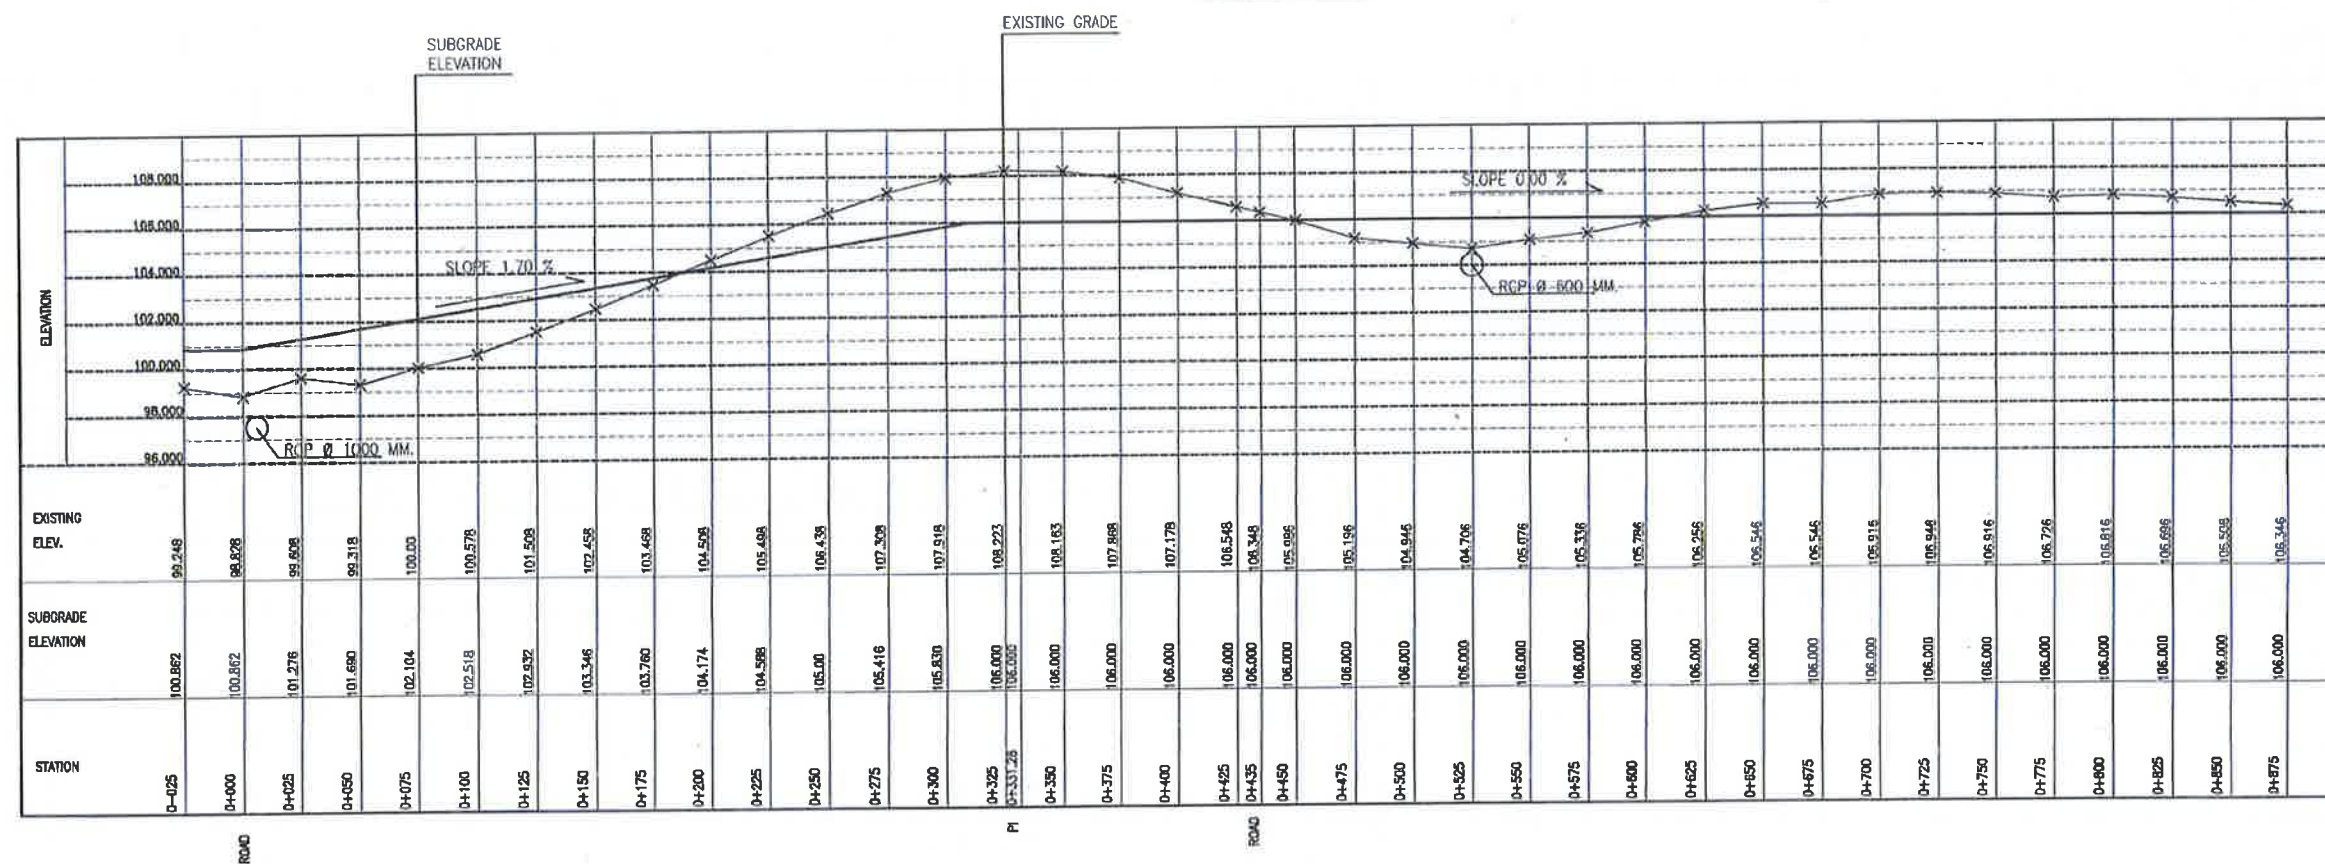 EXISTING GRADE
SUBGRADE
ELEVATION
ELEVATION
108.000
106.000
104.000
102.000
100.000
98.000
96.000
SLOPE 1.70 %
SLOPE 0.00 %
RCP Ø 600 MM.
RCP Ø 1000 MM.
EXISTING
ELEV.
99.248 98.828 99.608 99.318 100.00 100.578 101.508 102.458 103.468 104.508 105.498 106.438 107.308 107.918 108.223 108.163 107.868 107.178 106.548 106.348 105.986 105.196 104.946 104.706 105.076 105.336 105.786 106.256 106.546 106.546 106.916 106.946 106.916 106.726 106.816 106.696 106.346
SUBGRADE
ELEVATION
100.862 100.862 101.276 101.690 102.104 102.518 102.932 103.346 103.760 104.174 104.588 105.00 105.416 105.830 106.000 106.000 106.000 106.000 106.000 106.000 106.000 106.000 106.000 106.000 106.000 106.000 106.000 106.000 106.000 106.000 106.000 106.000 106.000 106.000 106.000 106.000 106.000 106.000 106.000
STATION
0-025 0+000 0+025 0+050 0+075 0+100 0+125 0+150 0+175 0+200 0+225 0+250 0+275 0+300 0+325 0+331.28 0+350 0+375 0+400 0+425 0+435 0+450 0+475 0+500 0+525 0+550 0+575 0+600 0+625 0+650 0+675 0+700 0+725 0+750 0+775 0+800 0+825 0+850 0+875
ROAD
PI
ROAD